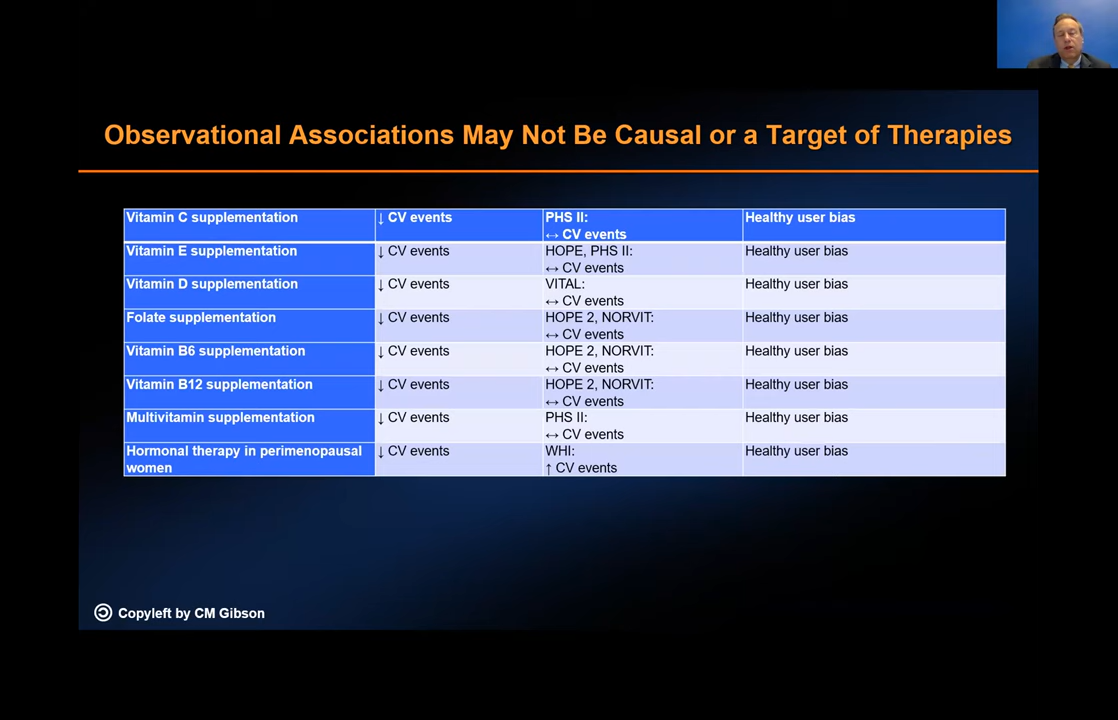 Observational Associations May Not Be Causal or a Target of Therapies
Vitamin C supplementation ↓ CV events PHS II: Healthy user bias
↔ CV events
Vitamin E supplementation ↓ CV events HOPE, PHS II: Healthy user bias
↔ CV events
Vitamin D supplementation ↓ CV events VITAL: Healthy user bias
↔ CV events
Folate supplementation ↓ CV events HOPE 2, NORVIT: Healthy user bias
↔ CV events
Vitamin B6 supplementation ↓ CV events HOPE 2, NORVIT: Healthy user bias
↔ CV events
Vitamin B12 supplementation ↓ CV events HOPE 2, NORVIT: Healthy user bias
↔ CV events
Multivitamin supplementation ↓ CV events PHS II: Healthy user bias
↔ CV events
Hormonal therapy in perimenopausal ↓ CV events WHI: Healthy user bias
women ↑ CV events
Copyleft by CM Gibson